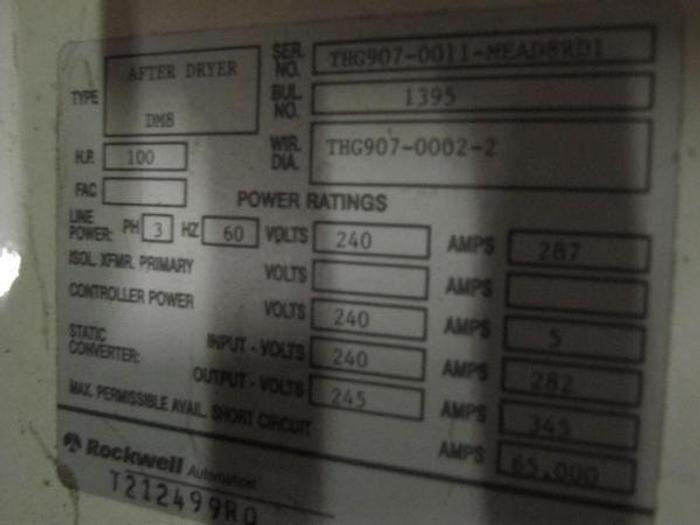 TYPE AFTER DRYER DM8
SER. NO. THG907-0011-MEAD8RD1
BUL. NO. 1395
H.P. 100
WIR. DIA. THG907-0002-2
FAC
POWER RATINGS
LINE POWER: PH 3 HZ 60 VOLTS 240 AMPS 287
ISOL XFMR. PRIMARY VOLTS AMPS
CONTROLLER POWER VOLTS 240 AMPS 5
STATIC CONVERTER: INPUT - VOLTS 240 AMPS 282
OUTPUT - VOLTS 245 AMPS 345
MAX. PERMISSIBLE AVAIL. SHORT CIRCUIT AMPS 65,000
Rockwell Automation
T212499RO